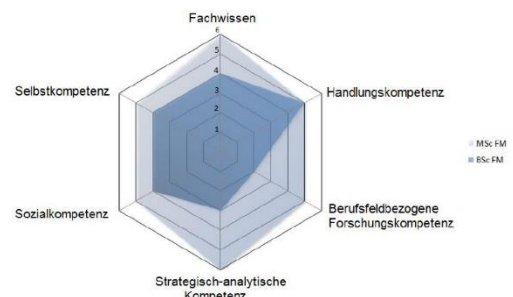 Fachwissen
6
5
4
3
2
1
Selbstkompetenz
Handlungskompetenz
MSc FM
BSc FM
Sozialkompetenz
Berufsfeldbezogene
Forschungskompetenz
Strategisch-analytische
Kompetenz